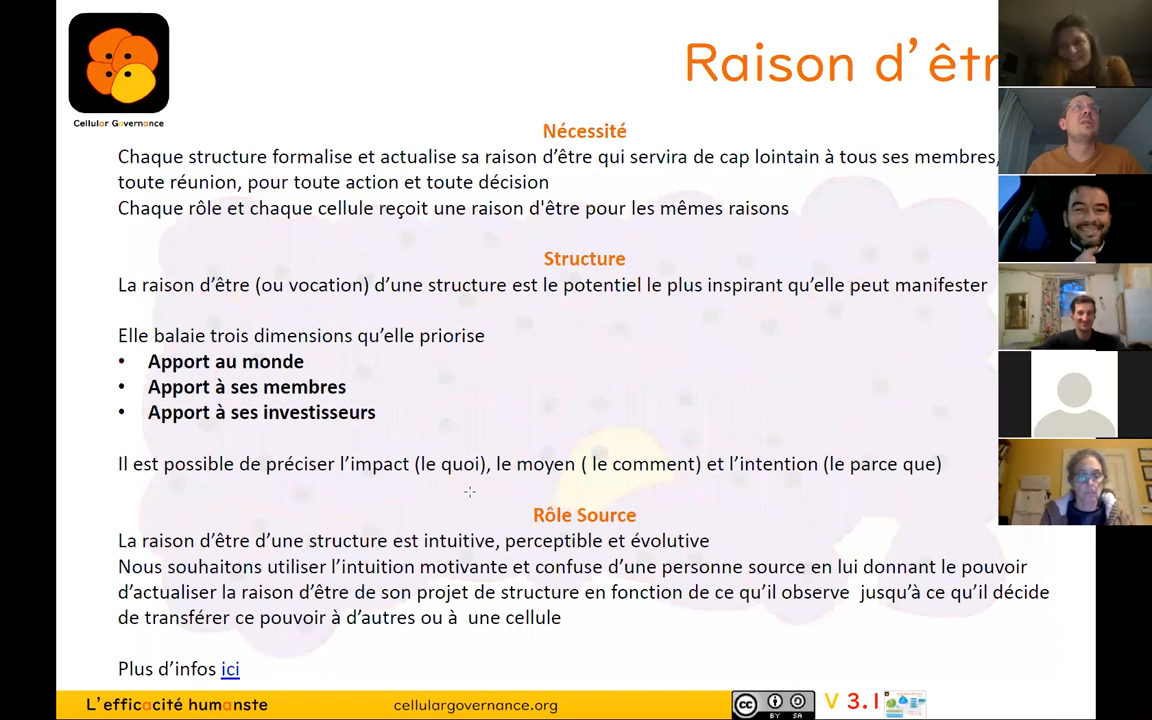 Raison d’êtr
Cellular Governance
Nécessité
Chaque structure formalise et actualise sa raison d’être qui servira de cap lointain à tous ses membres,
toute réunion, pour toute action et toute décision
Chaque rôle et chaque cellule reçoit une raison d'être pour les mêmes raisons
Structure
La raison d’être (ou vocation) d’une structure est le potentiel le plus inspirant qu’elle peut manifester
Elle balaie trois dimensions qu’elle priorise
• Apport au monde
• Apport à ses membres
• Apport à ses investisseurs
Il est possible de préciser l’impact (le quoi), le moyen ( le comment) et l’intention (le parce que)
Rôle Source
La raison d’être d’une structure est intuitive, perceptible et évolutive
Nous souhaitons utiliser l’intuition motivante et confuse d’une personne source en lui donnant le pouvoir
d’actualiser la raison d’être de son projet de structure en fonction de ce qu’il observe jusqu’à ce qu’il décide
de transférer ce pouvoir à d’autres ou à une cellule
Plus d’infos ici
L’efficacité humanste cellulargovernance.org cc BY SA V 3.1